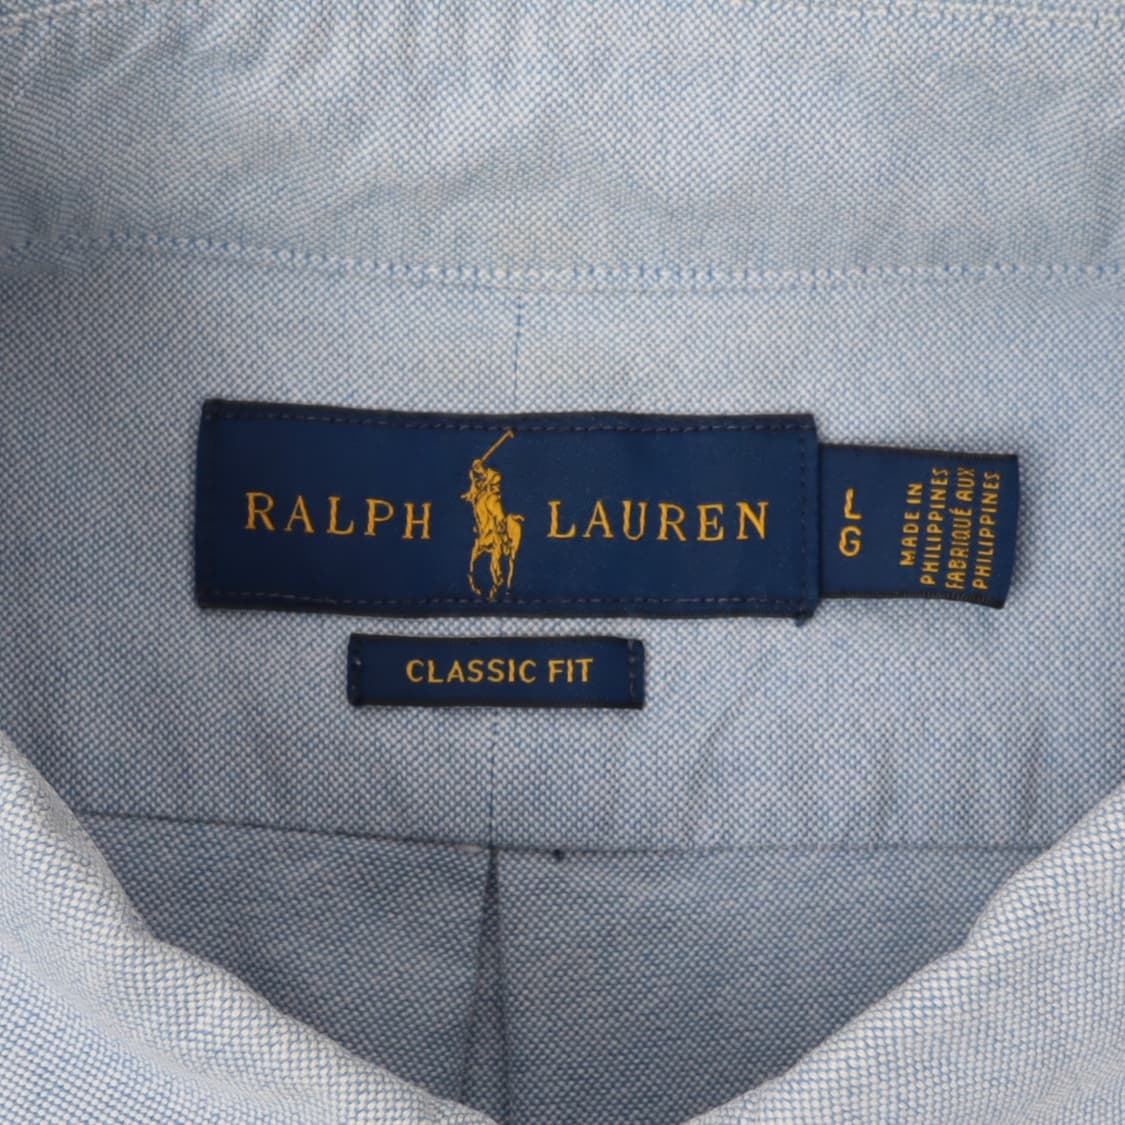 RALPH LAUREN
L
G
MADE IN
PHILIPPINES
FABRIQUÉ AUX
PHILIPPINES
CLASSIC FIT